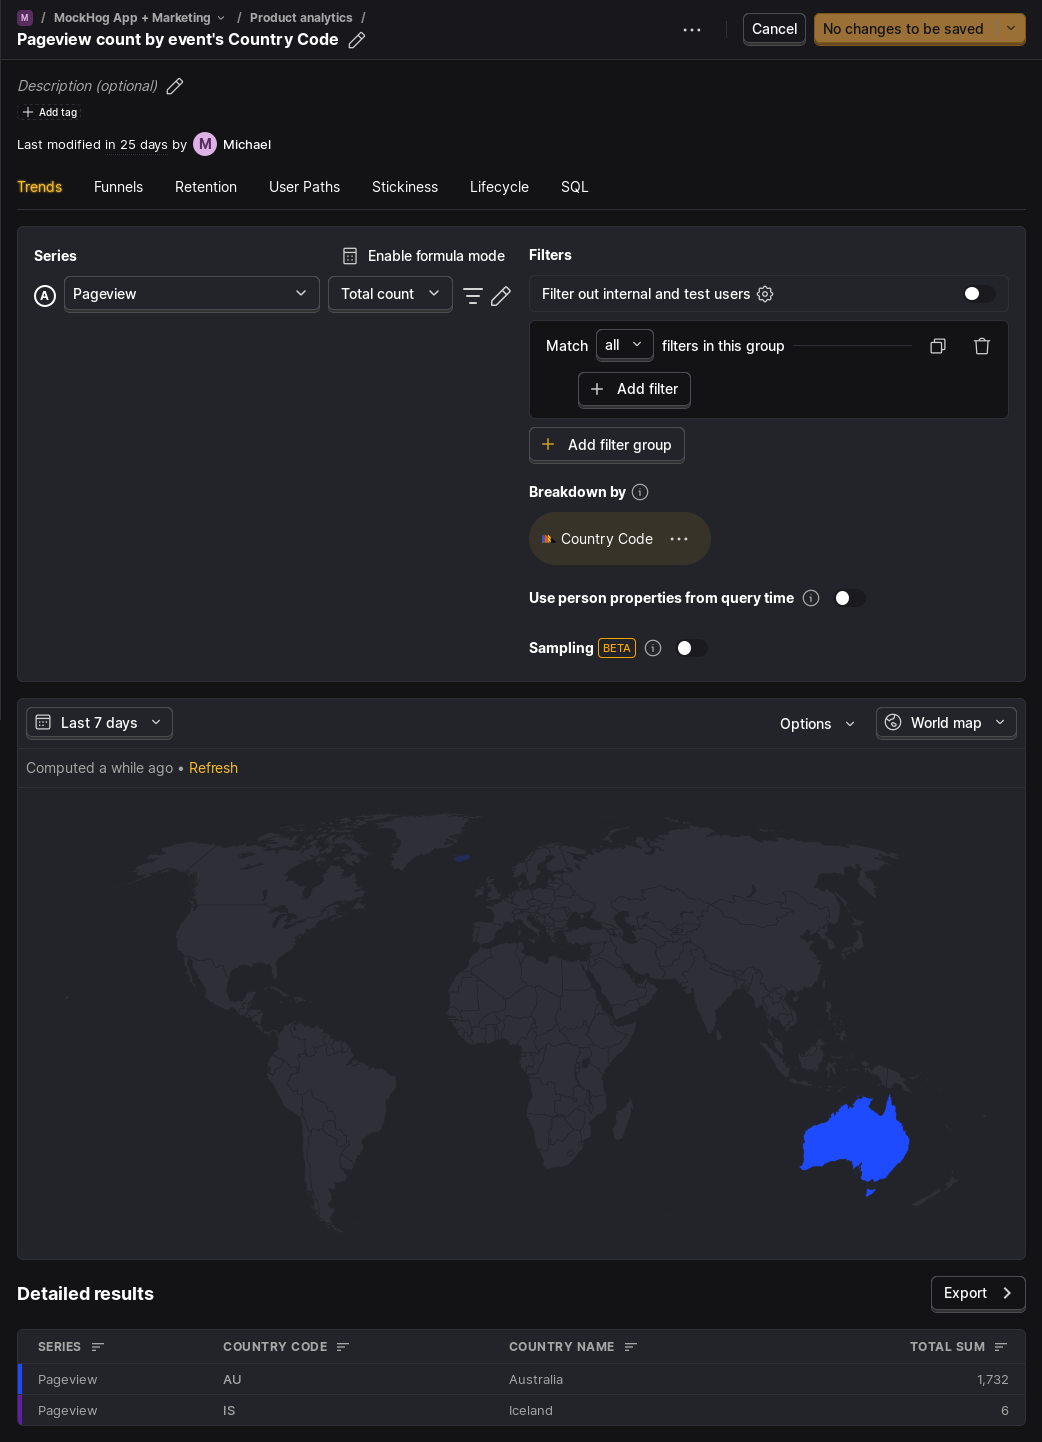 M / MockHog App + Marketing / Product analytics /
Pageview count by event's Country Code
Cancel
No changes to be saved
Description (optional)
Add tag
Last modified in 25 days by M Michael
Trends Funnels Retention User Paths Stickiness Lifecycle SQL
Series
Enable formula mode
A Pageview Total count
Filters
Filter out internal and test users
Match all filters in this group
Add filter
Add filter group
Breakdown by
Country Code
Use person properties from query time
Sampling BETA
Last 7 days Options World map
Computed a while ago • Refresh
Detailed results
Export
SERIES COUNTRY CODE COUNTRY NAME TOTAL SUM
Pageview AU Australia 1,732
Pageview IS Iceland 6